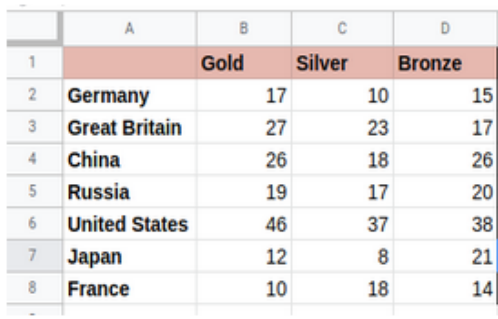 A B C D
1 Gold Silver Bronze
2 Germany 17 10 15
3 Great Britain 27 23 17
4 China 26 18 26
5 Russia 19 17 20
6 United States 46 37 38
7 Japan 12 8 21
8 France 10 18 14